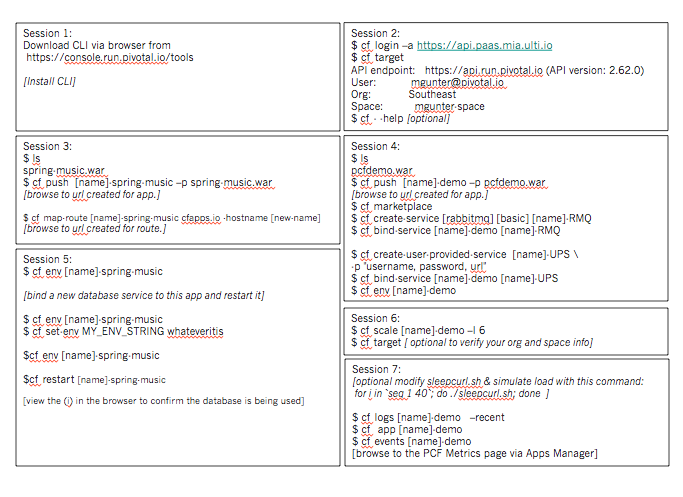 Session 1:
Download CLI via browser from
https://console.run.pivotal.io/tools
[Install CLI]
Session 2:
$ cf login –a https://api.paas.mia.ulti.io
$ cf target
API endpoint: https://api.run.pivotal.io (API version: 2.62.0)
User: mgunter@pivotal.io
Org: Southeast
Space: mgunter-space
$ cf - -help [optional]
Session 3:
$ ls
spring-music.war
$ cf push [name]-spring-music –p spring-music.war
[browse to url created for app.]
$ cf map-route [name]-spring-music cfapps.io -hostname [new-name]
[browse to url created for route.]
Session 4:
$ ls
pcfdemo.war
$ cf push [name]-demo –p pcfdemo.war
[browse to url created for app.]
$ cf marketplace
$ cf create-service [rabbitmq] [basic] [name]-RMQ
$ cf bind-service [name]-demo [name]-RMQ
$ cf create-user-provided-service [name]-UPS \
-p "username, password, url"
$ cf bind-service [name]-demo [name]-UPS
$ cf env [name]-demo
Session 5:
$ cf env [name]-spring-music
[bind a new database service to this app and restart it]
$ cf env [name]-spring-music
$ cf set-env MY_ENV_STRING whateveritis
$cf env [name]-spring-music
$cf restart [name]-spring-music
[view the (i) in the browser to confirm the database is being used]
Session 6:
$ cf scale [name]-demo –I 6
$ cf target [ optional to verify your org and space info]
Session 7:
[optional modify sleepcurl.sh & simulate load with this command:
for i in `seq 1 40`; do ./sleepcurl.sh; done ]
$ cf logs [name]-demo –recent
$ cf app [name]-demo
$ cf events [name]-demo
[browse to the PCF Metrics page via Apps Manager]